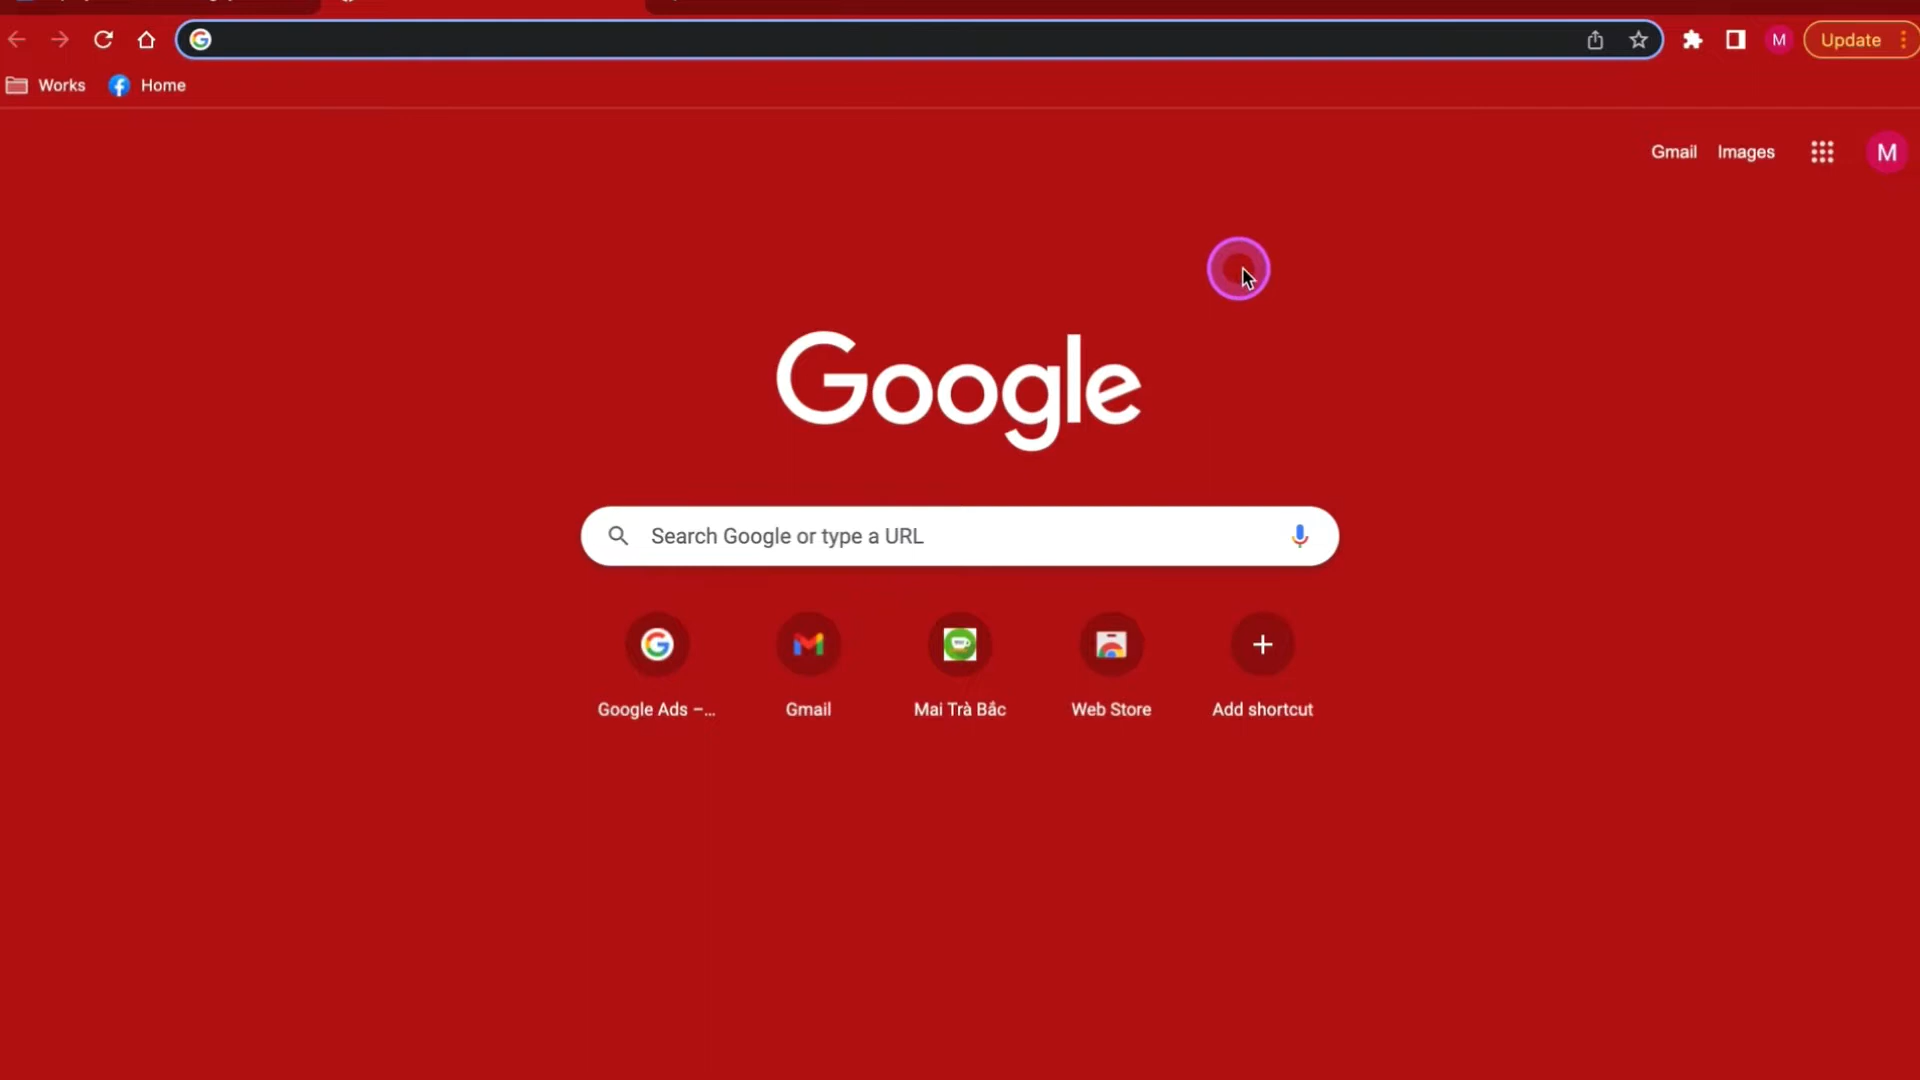 M
Update
Works
Home
Gmail Images
M
Google
Search Google or type a URL
Google Ads –...
Gmail
Mai Trà Bắc
Web Store
Add shortcut